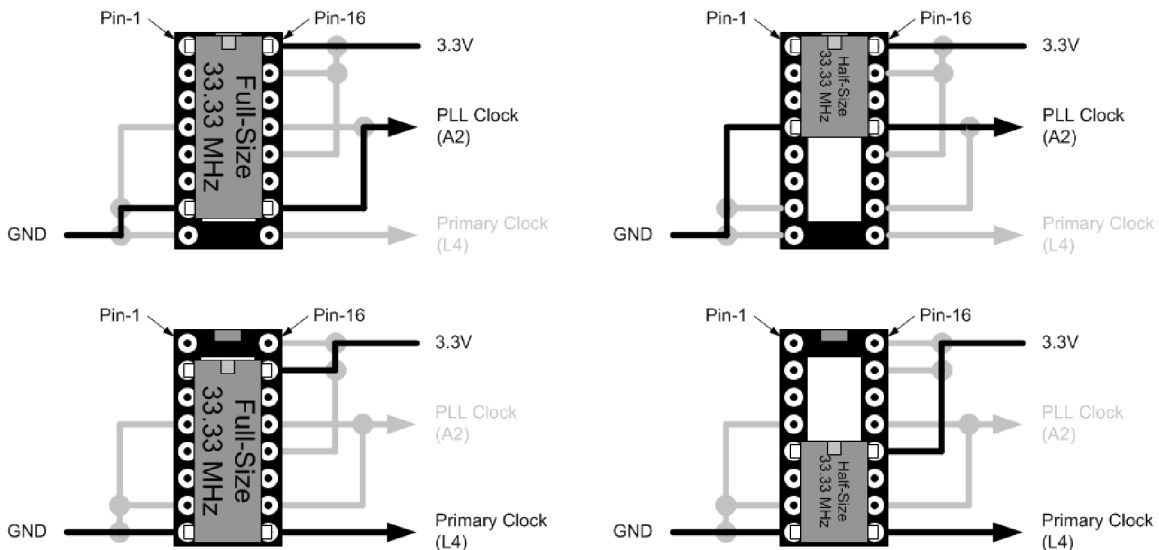 Pin-1
Pin-16
3.3V
Full-Size
33.33 MHz
PLL Clock
(A2)
GND
Primary Clock
(L4)
Pin-1
Pin-16
3.3V
Half-Size
33.33 MHz
PLL Clock
(A2)
GND
Primary Clock
(L4)
Pin-1
Pin-16
3.3V
Full-Size
33.33 MHz
PLL Clock
(A2)
GND
Primary Clock
(L4)
Pin-1
Pin-16
3.3V
PLL Clock
(A2)
Half-Size
33.33 MHz
GND
Primary Clock
(L4)